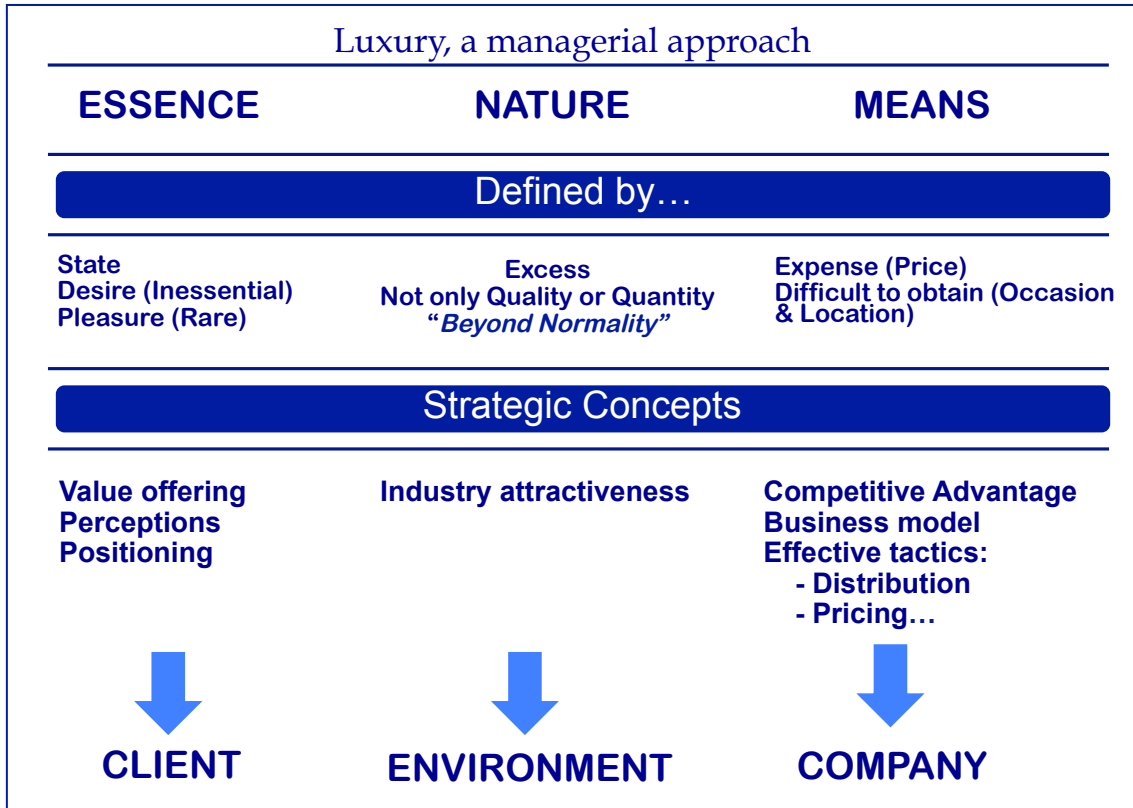 Luxury, a managerial approach
ESSENCE
NATURE
MEANS
Defined by…
State
Desire (Inessential)
Pleasure (Rare)
Excess
Not only Quality or Quantity
“Beyond Normality”
Expense (Price)
Difficult to obtain (Occasion
& Location)
Strategic Concepts
Value offering
Perceptions
Positioning
Industry attractiveness
Competitive Advantage
Business model
Effective tactics:
- Distribution
- Pricing…
CLIENT
ENVIRONMENT
COMPANY